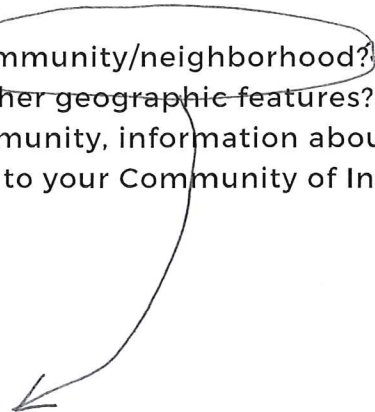 mmunity/neighborhood?
her geographic features?
munity, information abou
to your Community of In